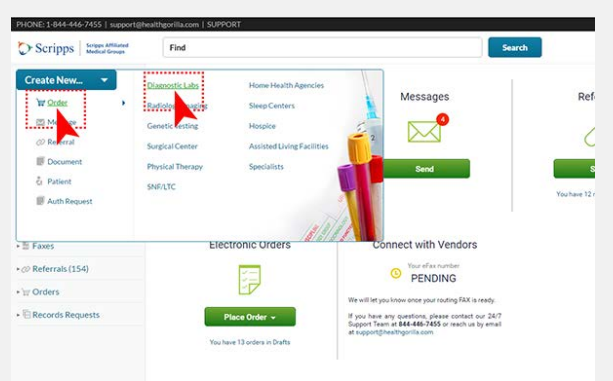 PHONE: 1-844-446-7455 | support@healthgorilla.com | SUPPORT
Scripps
Scripps Affiliated
Medical Groups
Find
Search
Create New...
Order
Referral
Document
Patient
Auth Request
Diagnostic Labs
Genetic Testing
Surgical Center
Physical Therapy
SNF/LTC
Home Health Agencies
Sleep Centers
Hospice
Assisted Living Facilities
Specialists
Messages
4
Send
Ref
S
You have 12
Faxes
Referrals (154)
Orders
Records Requests
Electronic Orders
Place Order
You have 13 orders in Drafts
Connect with Vendors
Your eFax number
PENDING
We will let you know once your routing FAX is ready.
If you have any questions, please contact our 24/7
Support Team at 844-446-7455 or reach us by email
at support@healthgorilla.com